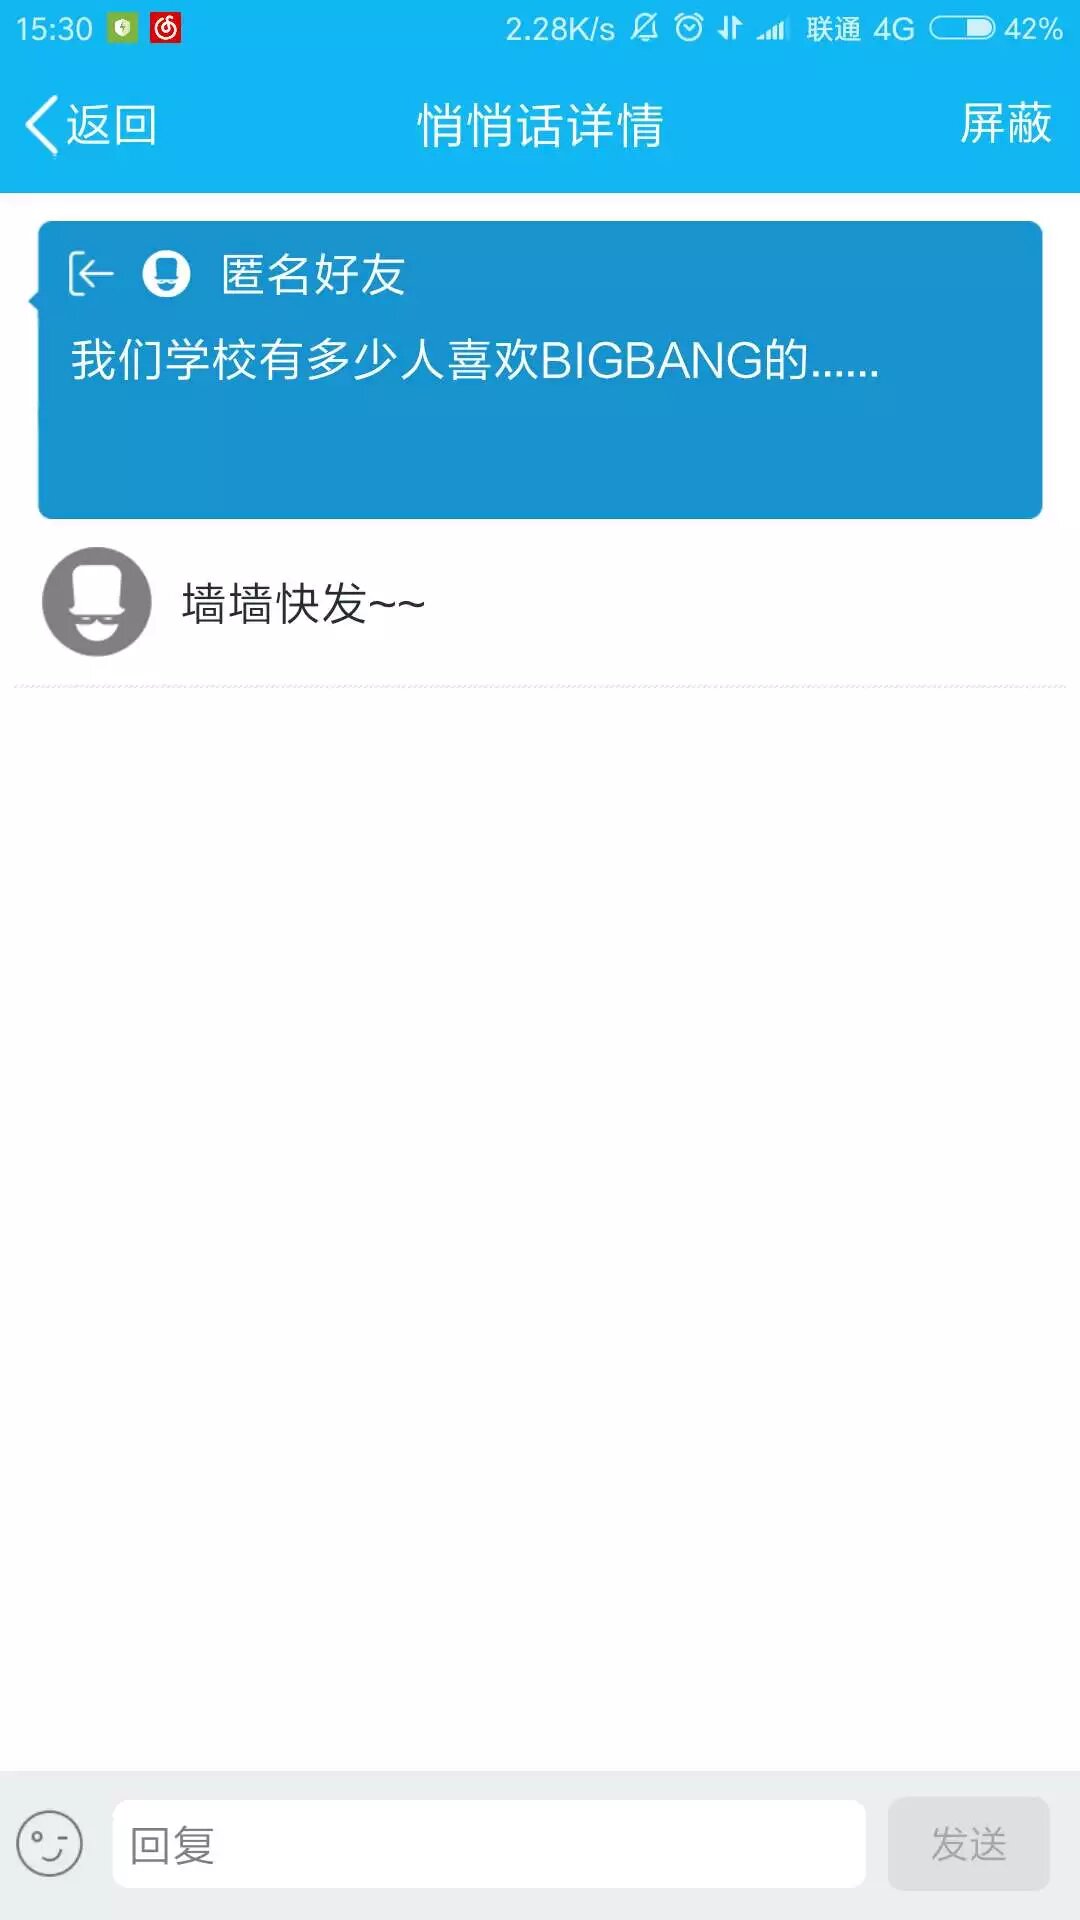 15:30 2.28K/s 联通 4G 42%
返回 悄悄话详情 屏蔽
匿名好友
我们学校有多少人喜欢BIGBANG的......
墙墙快发~~
回复 发送